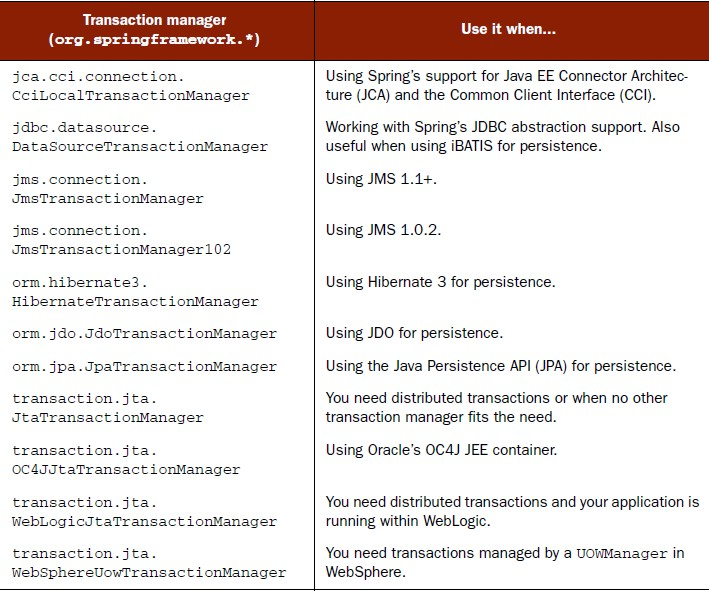 Transaction manager
(org.springframework.*)
Use it when...
jca.cci.connection.
CciLocalTransactionManager
Using Spring's support for Java EE Connector Architec-
ture (JCA) and the Common Client Interface (CCI).
jdbc.datasource.
DataSourceTransactionManager
Working with Spring's JDBC abstraction support. Also
useful when using iBATIS for persistence.
jms.connection.
JmsTransactionManager
Using JMS 1.1+.
jms.connection.
JmsTransactionManager102
Using JMS 1.0.2.
orm.hibernate3.
HibernateTransactionManager
Using Hibernate 3 for persistence.
orm.jdo.JdoTransactionManager
Using JDO for persistence.
orm.jpa.JpaTransactionManager
Using the Java Persistence API (JPA) for persistence.
transaction.jta.
JtaTransactionManager
You need distributed transactions or when no other
transaction manager fits the need.
transaction.jta.
OC4JJtaTransactionManager
Using Oracle's OC4J JEE container.
transaction.jta.
WebLogicJtaTransactionManager
You need distributed transactions and your application is
running within WebLogic.
transaction.jta.
WebSphereUowTransactionManager
You need transactions managed by a UOWManager in
WebSphere.